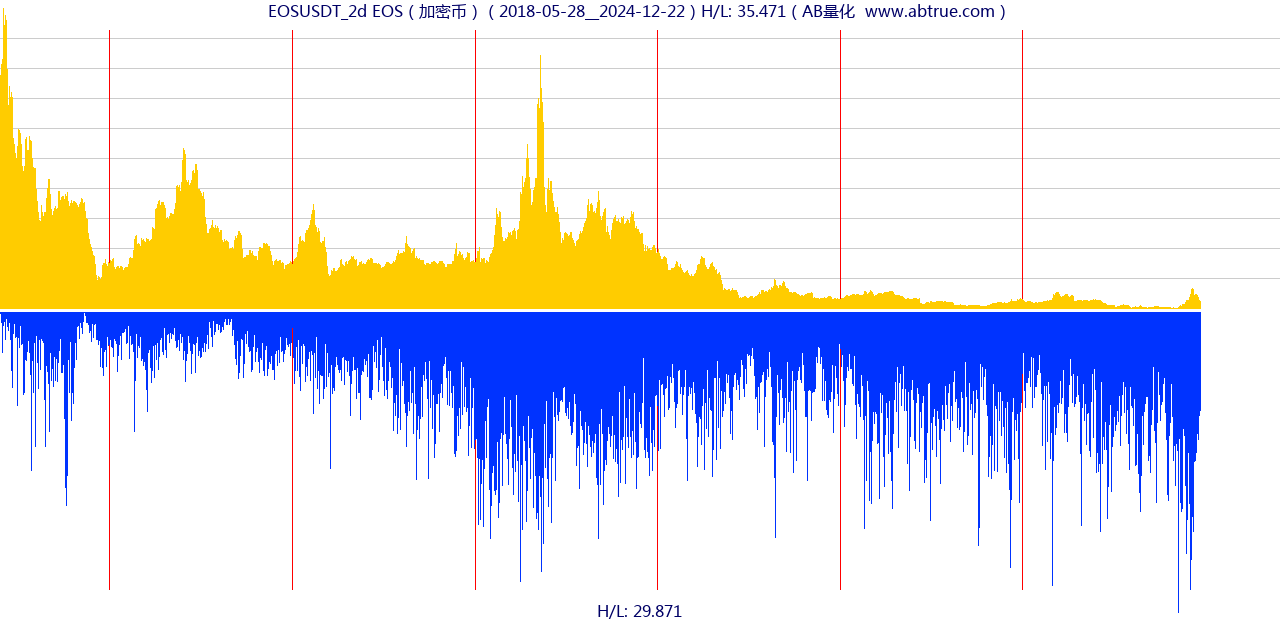 EOSUSDT_2d EOS ( 加密币 ) ( 2018-05-28__2024-12-22 ) H/L: 35.471 ( AB量化  www.abtrue.com )
H/L: 29.871